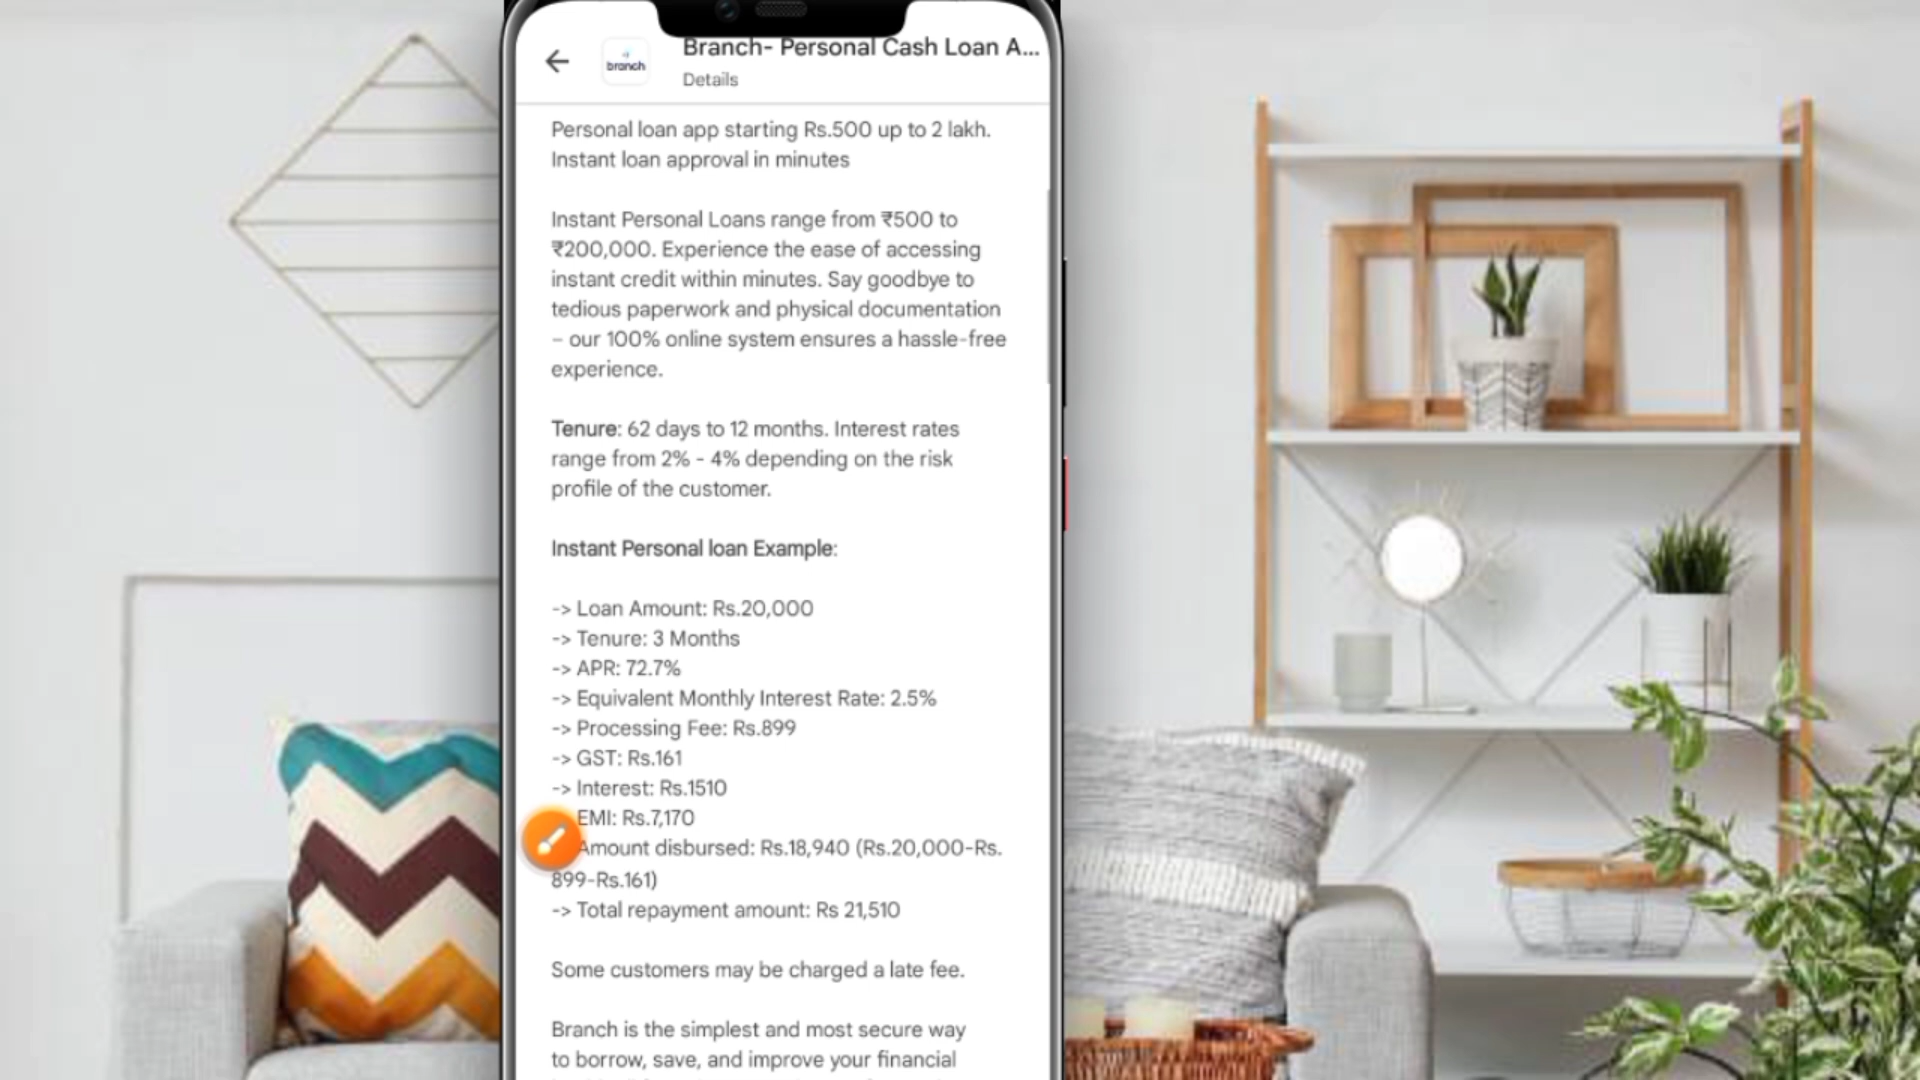 Branch- Personal Cash Loan A...
branch
Details
Personal loan app starting Rs.500 up to 2 lakh.
Instant loan approval in minutes
Instant Personal Loans range from ₹500 to
₹200,000. Experience the ease of accessing
instant credit within minutes. Say goodbye to
tedious paperwork and physical documentation
– our 100% online system ensures a hassle-free
experience.
Tenure: 62 days to 12 months. Interest rates
range from 2% - 4% depending on the risk
profile of the customer.
Instant Personal loan Example:
-> Loan Amount: Rs.20,000
-> Tenure: 3 Months
-> APR: 72.7%
-> Equivalent Monthly Interest Rate: 2.5%
-> Processing Fee: Rs.899
-> GST: Rs.161
-> Interest: Rs.1510
EMI: Rs.7,170
Amount disbursed: Rs.18,940 (Rs.20,000-Rs.
899-Rs.161)
-> Total repayment amount: Rs 21,510
Some customers may be charged a late fee.
Branch is the simplest and most secure way
to borrow, save, and improve your financial